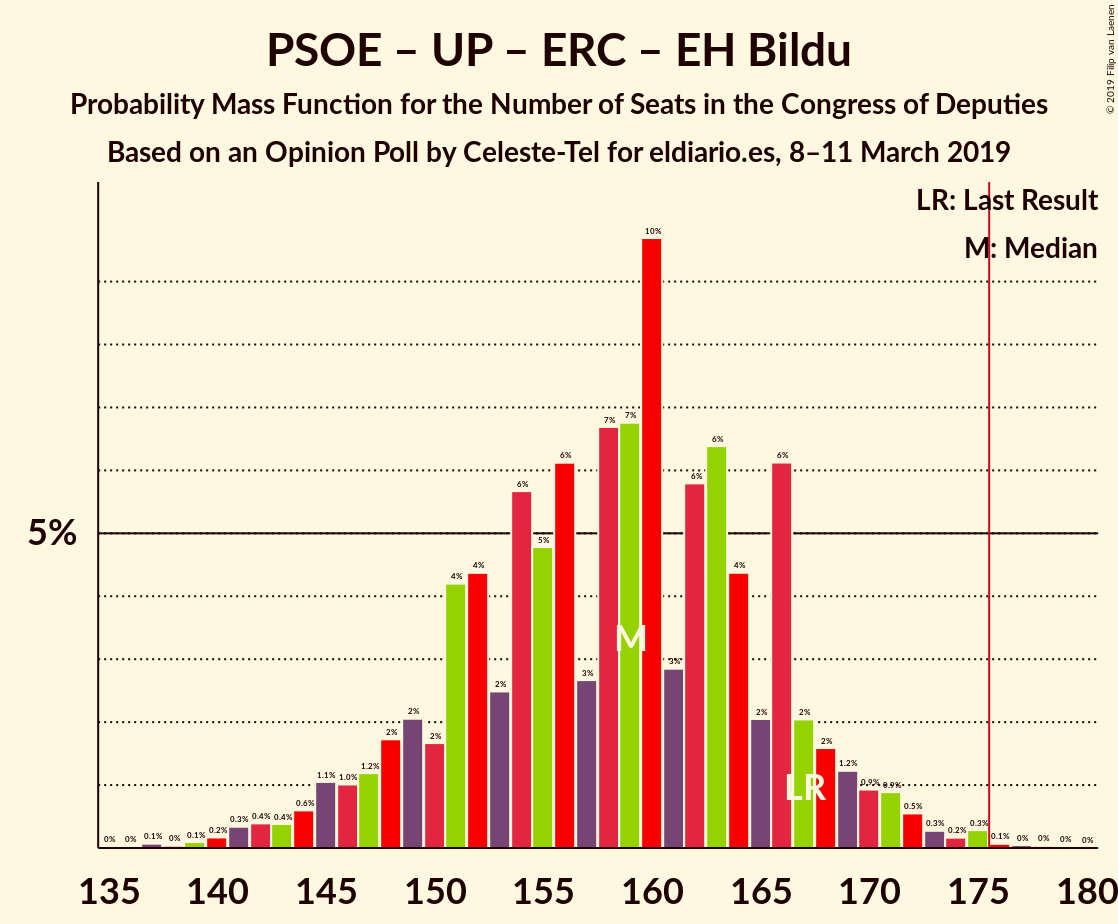 PSOE – UP – ERC – EH Bildu
Probability Mass Function for the Number of Seats in the Congress of Deputies
Based on an Opinion Poll by Celeste-Tel for eldiario.es, 8–11 March 2019
© 2019 Filip van Laenen
LR: Last Result
M: Median
5%
0% 0% 0.1% 0% 0.1% 0.2% 0.3% 0.4% 0.4% 0.6% 1.1% 1.0% 1.2% 2% 2% 2% 4% 4% 2% 6% 5% 6% 3% 7% 7% 10% 3% 6% 6% 4% 2% 6% 2% 2% 1.2% 0.9% 0.9% 0.5% 0.3% 0.2% 0.3% 0.1% 0% 0% 0% 0%
M
LR
135 140 145 150 155 160 165 170 175 180